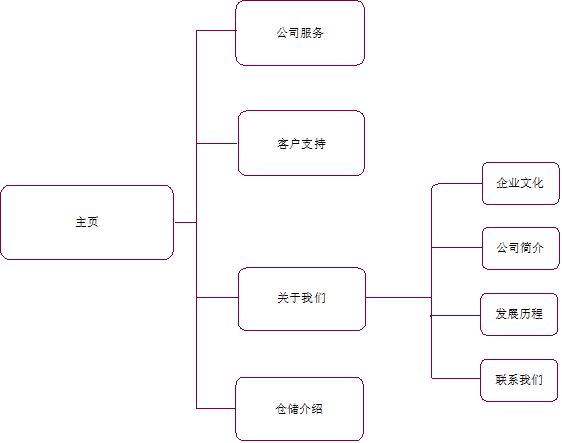 公司服务
客户支持
主页
关于我们
仓储介绍
企业文化
公司简介
发展历程
联系我们